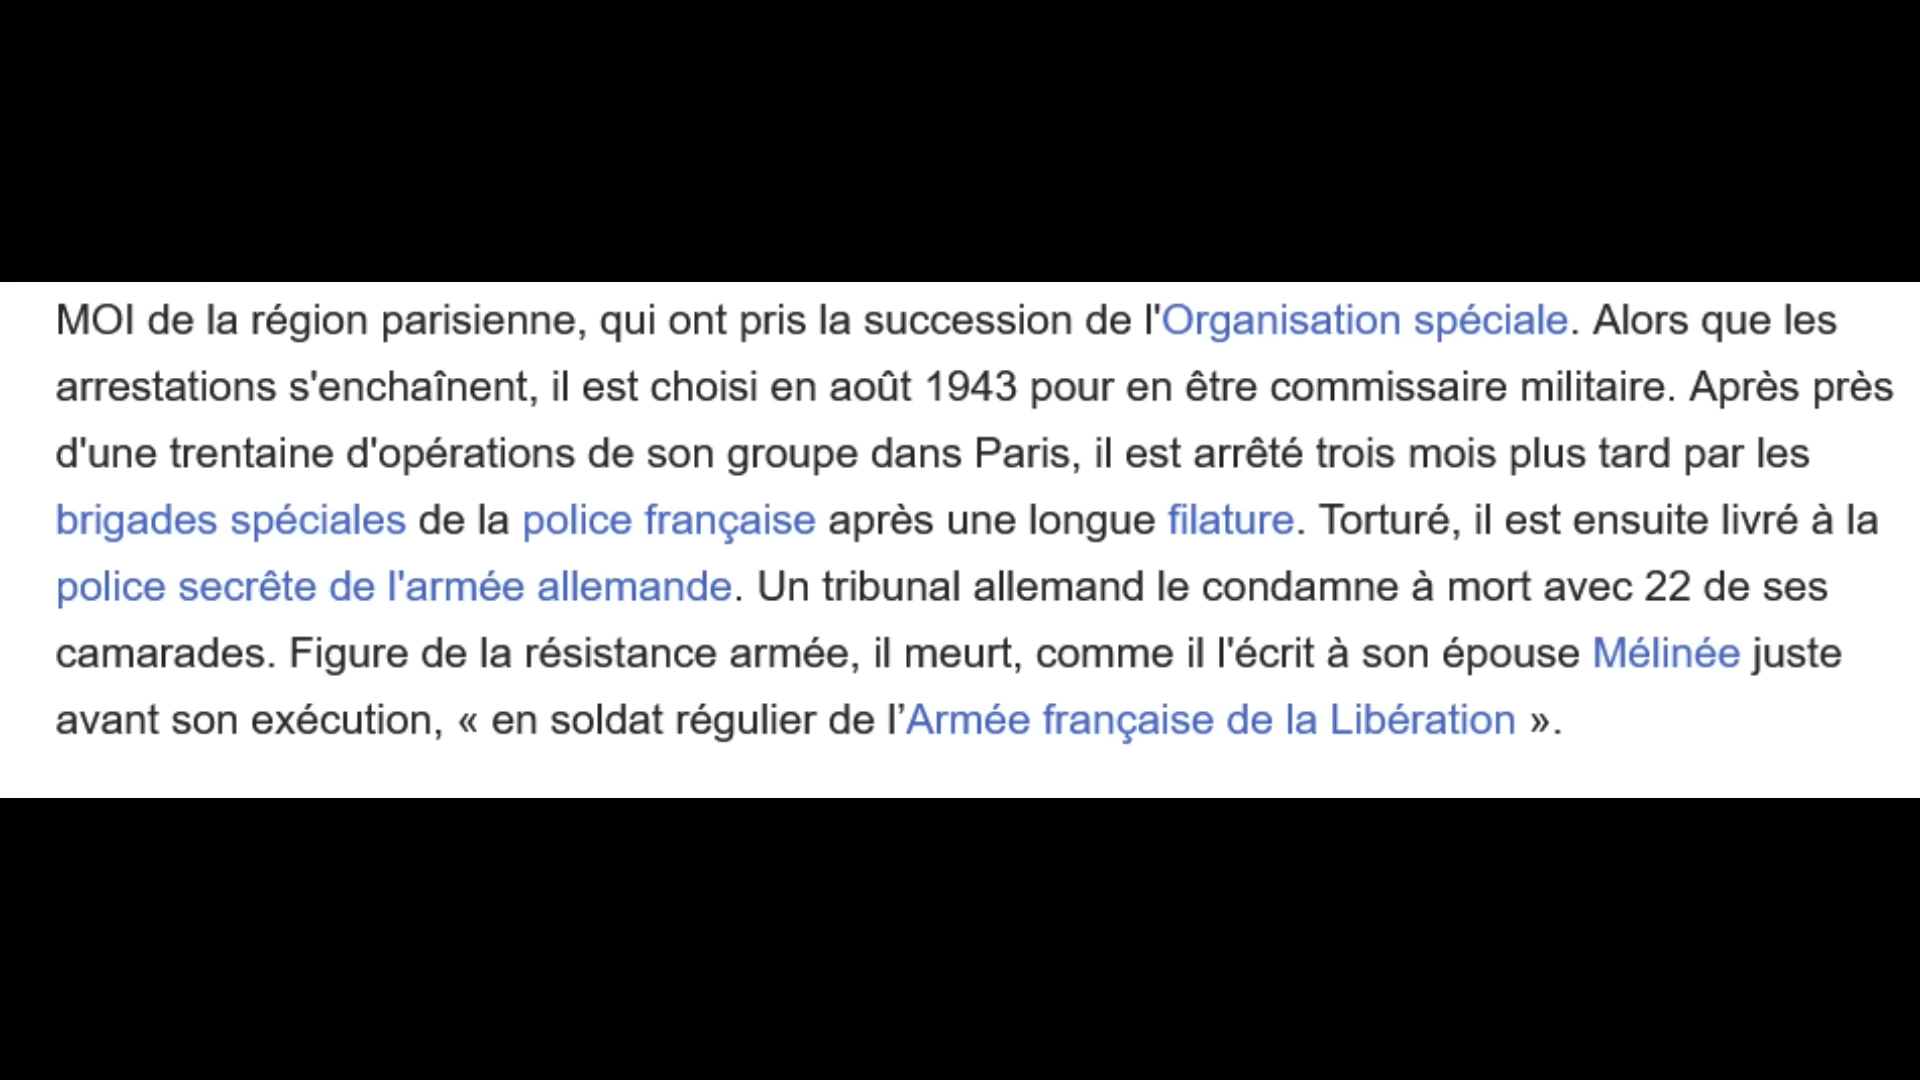 MOI de la région parisienne, qui ont pris la succession de l'Organisation spéciale. Alors que les
arrestations s'enchaînent, il est choisi en août 1943 pour en être commissaire militaire. Après près
d'une trentaine d'opérations de son groupe dans Paris, il est arrêté trois mois plus tard par les
brigades spéciales de la police française après une longue filature. Torturé, il est ensuite livré à la
police secrête de l'armée allemande. Un tribunal allemand le condamne à mort avec 22 de ses
camarades. Figure de la résistance armée, il meurt, comme il l'écrit à son épouse Mélinée juste
avant son exécution, « en soldat régulier de l’Armée française de la Libération ».